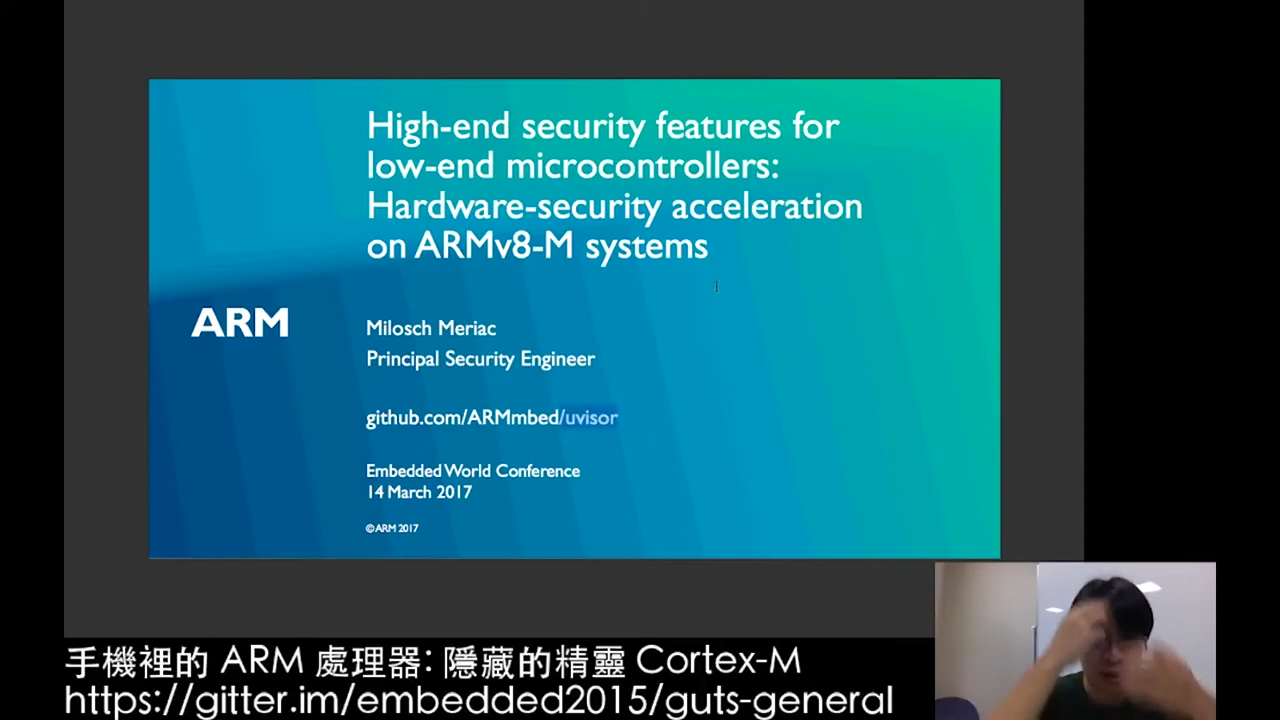 High-end security features for
low-end microcontrollers:
Hardware-security acceleration
on ARMv8-M systems
ARM
Milosch Meriac
Principal Security Engineer
github.com/ARMmbed/uvisor
Embedded World Conference
14 March 2017
© ARM 2017
手機裡的 ARM 處理器: 隱藏的精靈 Cortex-M
https://gitter.im/embedded2015/guts-general